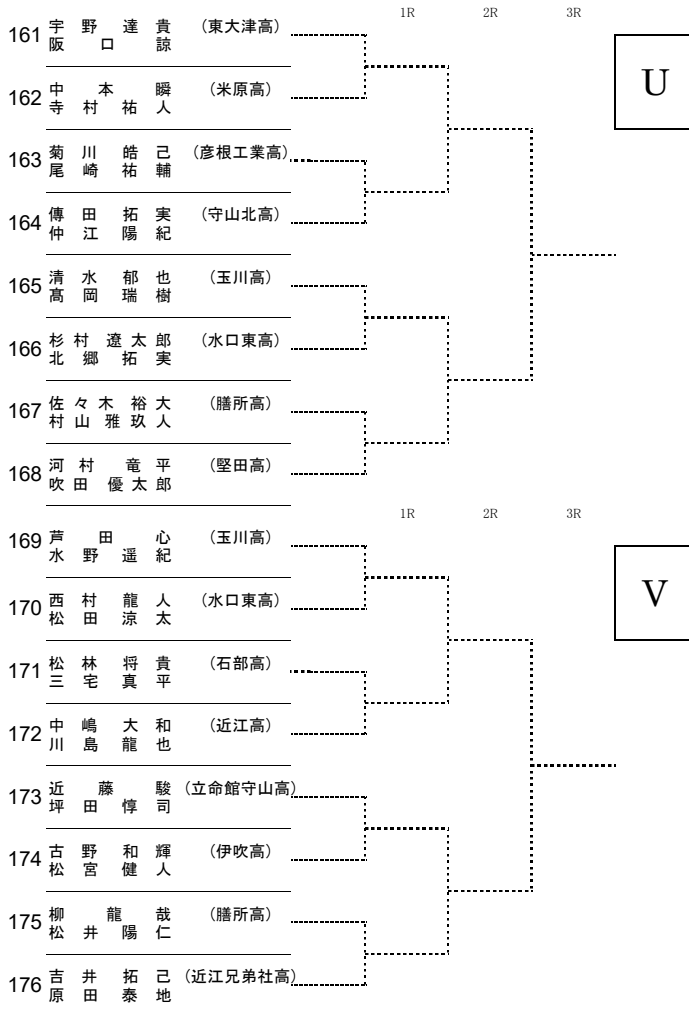 1R 2R 3R
U
161 宇野達貴 (東大津高)
阪口諒
162 中本瞬 (米原高)
寺村祐人
163 菊川皓己 (彦根工業高)
尾崎祐輔
164 傳田拓実 (守山北高)
仲江陽紀
165 清水郁也 (玉川高)
髙岡瑞樹
166 杉村遼太郎 (水口東高)
北郷拓実
167 佐々木裕大 (膳所高)
村山雅玖人
168 河村竜平 (堅田高)
吹田優太郎
1R 2R 3R
V
169 芦田心 (玉川高)
水野遥紀
170 西村龍人 (水口東高)
松田涼太
171 松林将貴 (石部高)
三宅真平
172 中嶋大和 (近江高)
川島龍也
173 近藤駿 (立命館守山高)
坪田惇司
174 古野和輝 (伊吹高)
松宮健人
175 柳龍哉 (膳所高)
松井陽仁
176 吉井拓己 (近江兄弟社高)
原田泰地